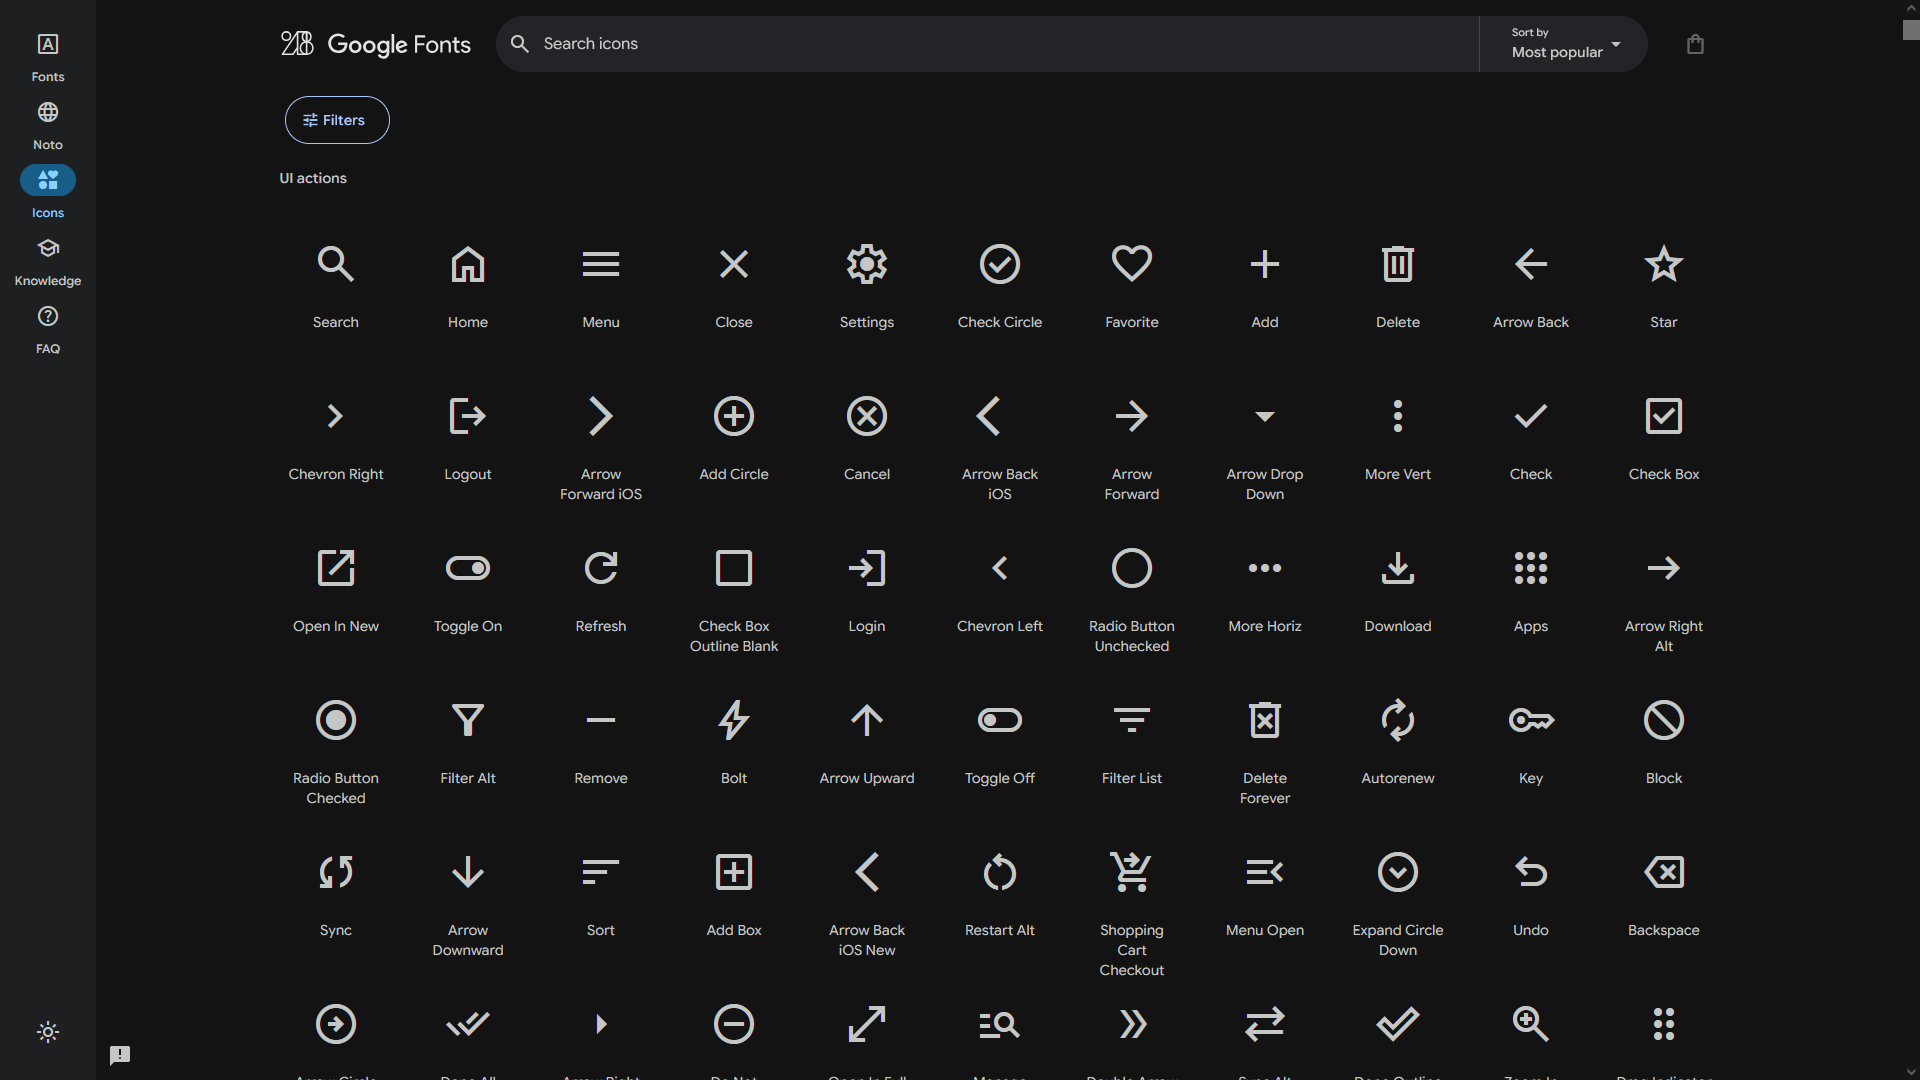 Google Fonts
Search icons
Sort by
Most popular
Fonts
Noto
Icons
Knowledge
FAQ
Filters
UI actions
Search
Home
Menu
Close
Settings
Check Circle
Favorite
Add
Delete
Arrow Back
Star
Chevron Right
Logout
Arrow
Forward iOS
Add Circle
Cancel
Arrow Back
iOS
Arrow
Forward
Arrow Drop
Down
More Vert
Check
Check Box
Open In New
Toggle On
Refresh
Check Box
Outline Blank
Login
Chevron Left
Radio Button
Unchecked
More Horiz
Download
Apps
Arrow Right
Alt
Radio Button
Checked
Filter Alt
Remove
Bolt
Arrow Upward
Toggle Off
Filter List
Delete
Forever
Autorenew
Key
Block
Sync
Arrow
Downward
Sort
Add Box
Arrow Back
iOS New
Restart Alt
Shopping
Cart
Checkout
Menu Open
Expand Circle
Down
Undo
Backspace